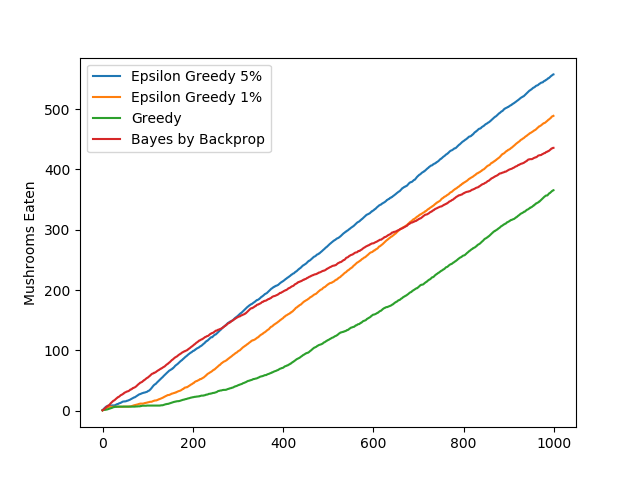 Epsilon Greedy 5%
Epsilon Greedy 1%
Greedy
Bayes by Backprop
Mushrooms Eaten
500
400
300
200
100
0
0 200 400 600 800 1000